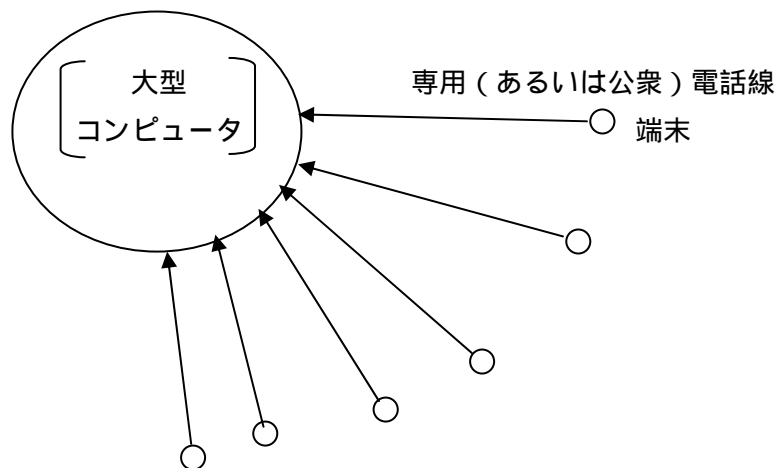 大型
コンピュータ
専用（あるいは公衆）電話線
端末